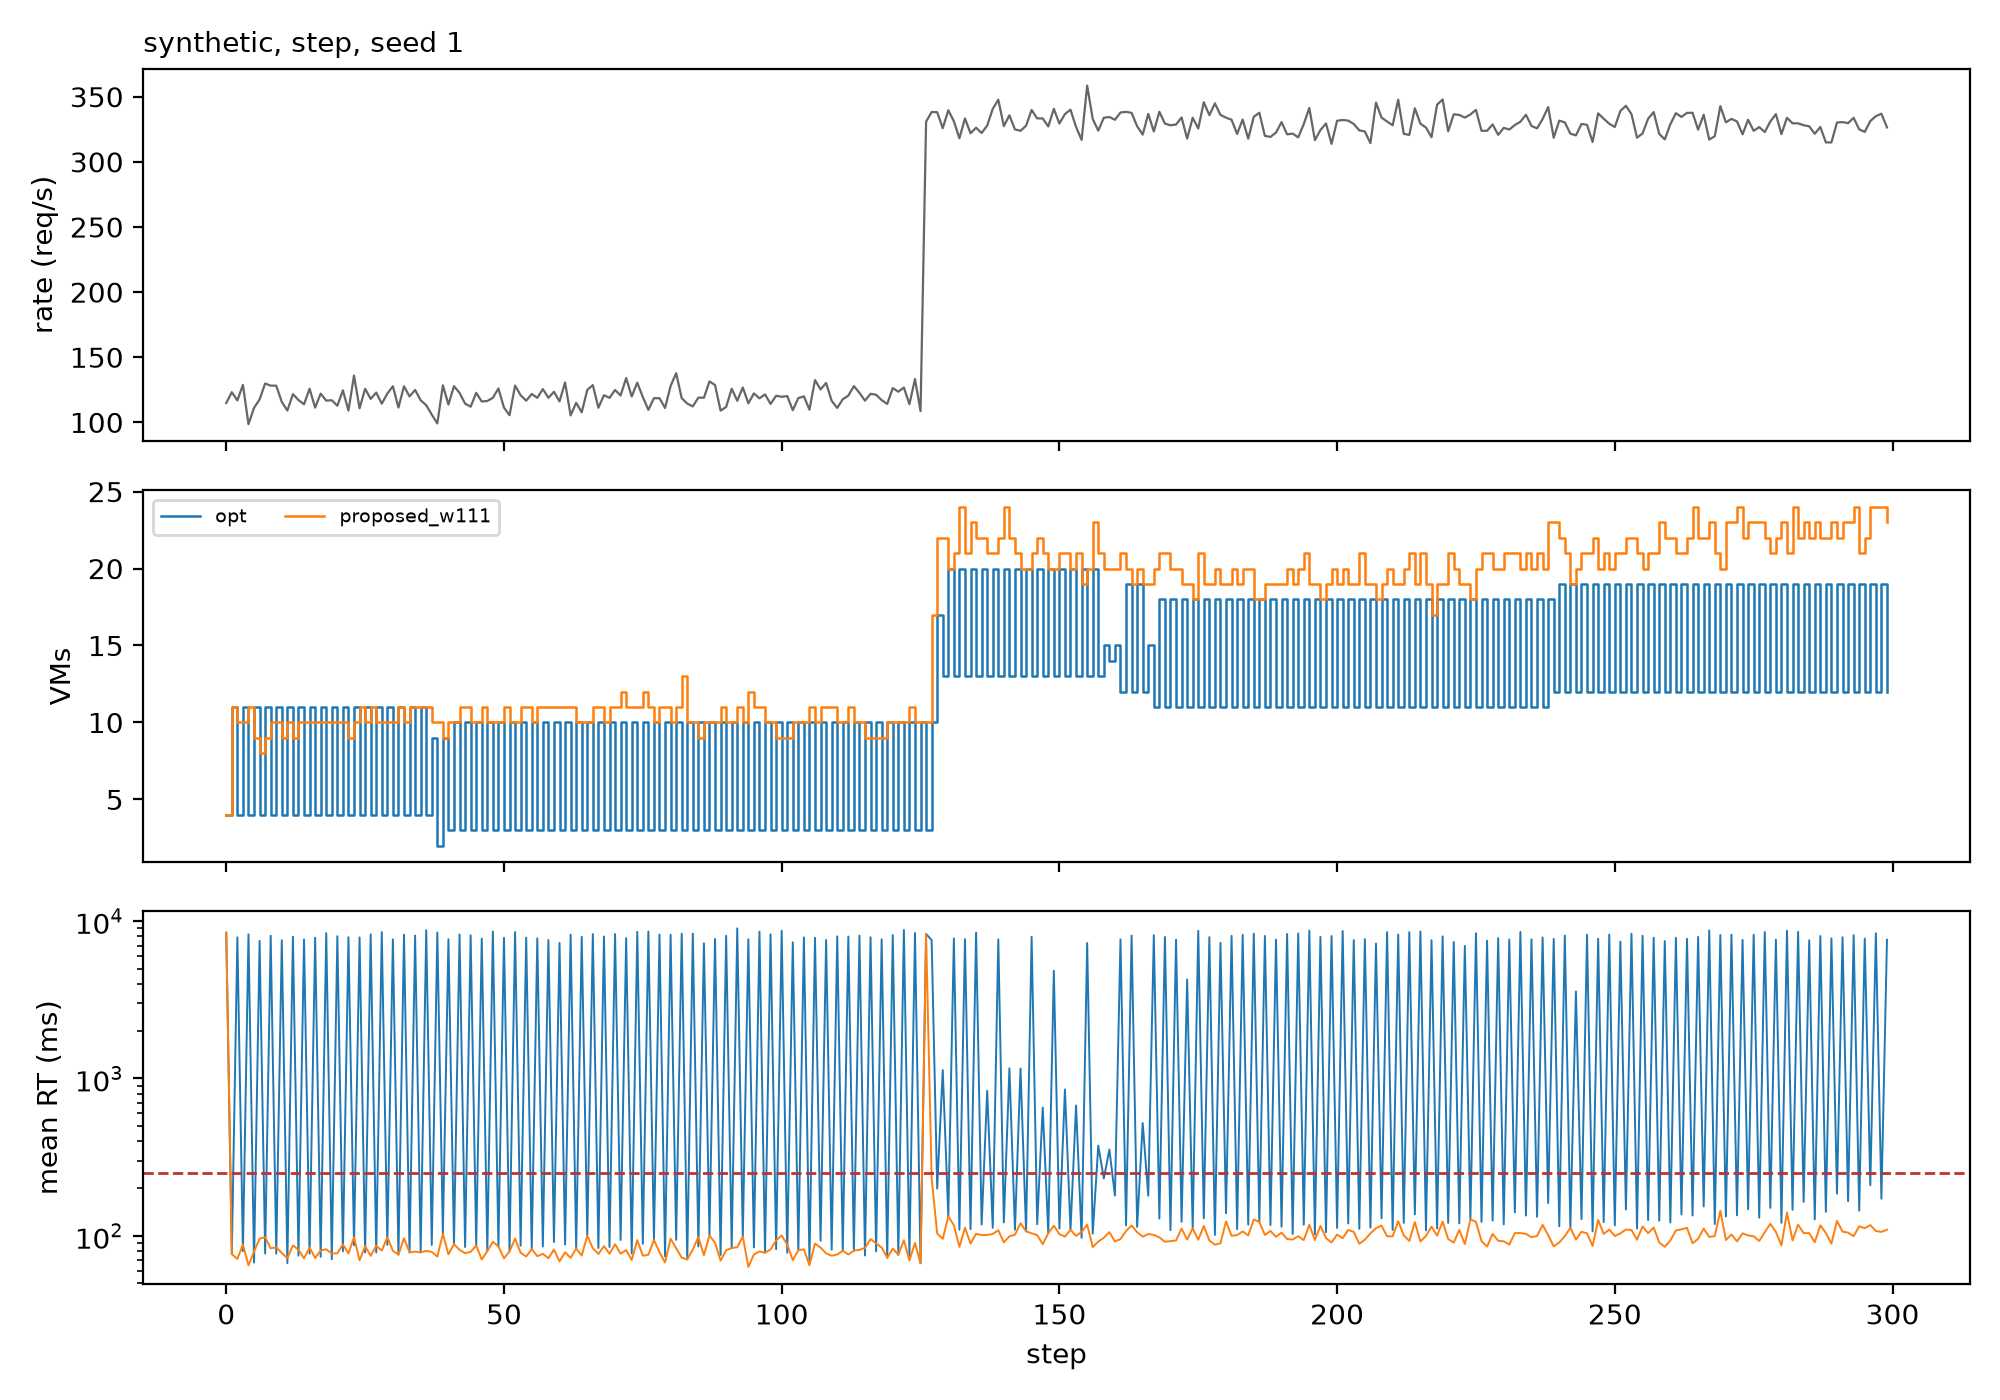 synthetic, step, seed 1
350
300
250
200
150
100
rate (req/s)
25
20
15
10
5
VMs
opt proposed_w111
10⁴
10³
10²
mean RT (ms)
0 50 100 150 200 250 300
step